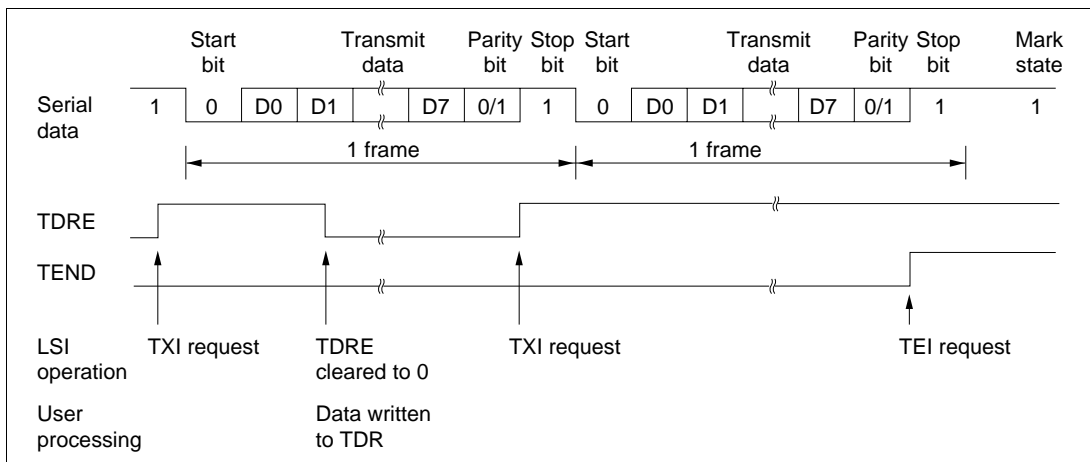 Start bit
Transmit data
Parity bit
Stop bit
Start bit
Transmit data
Parity bit
Stop bit
Mark state
Serial data
1 0 D0 D1 D7 0/1 1 0 D0 D1 D7 0/1 1 1
1 frame 1 frame
TDRE
TEND
LSI operation
TXI request
TDRE cleared to 0
TXI request
TEI request
User processing
Data written to TDR